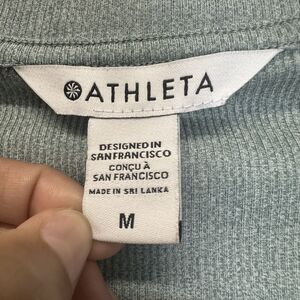 ATHLETA
DESIGNED IN
SAN FRANCISCO
CONÇU À
SAN FRANCISCO
MADE IN SRI LANKA
M